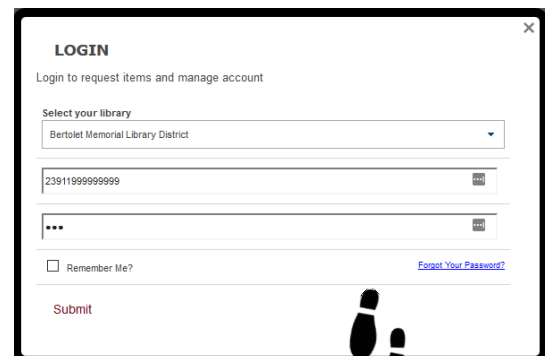 LOGIN
Login to request items and manage account
Select your library
Bertolet Memorial Library District
23911999999999
•••
Remember Me? Forgot Your Password?
Submit